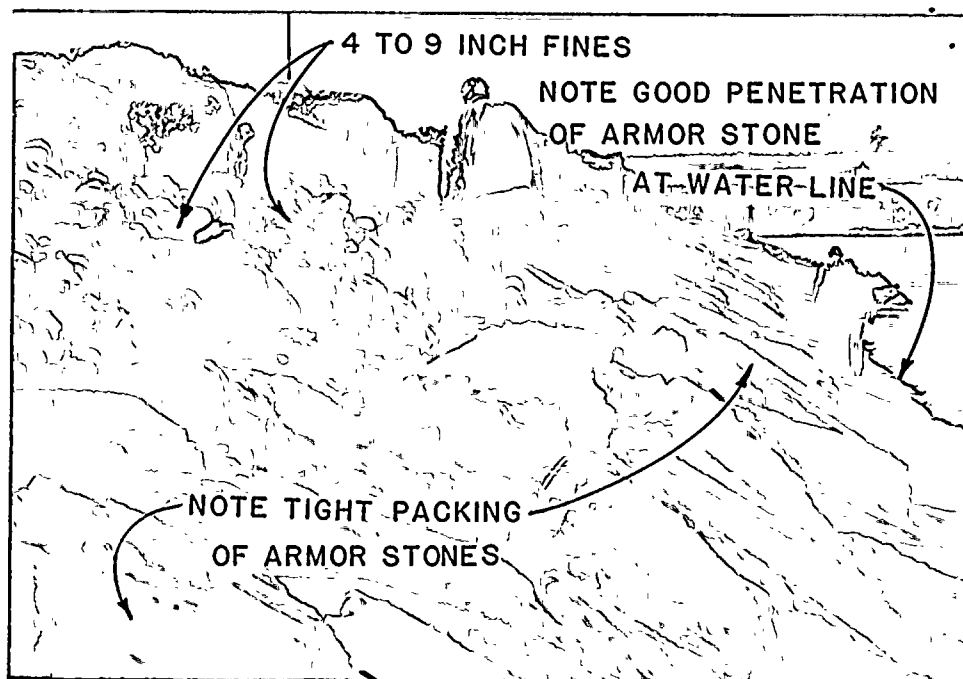 4 TO 9 INCH FINES
NOTE GOOD PENETRATION
OF ARMOR STONE
AT WATER-LINE
NOTE TIGHT PACKING
OF ARMOR STONES